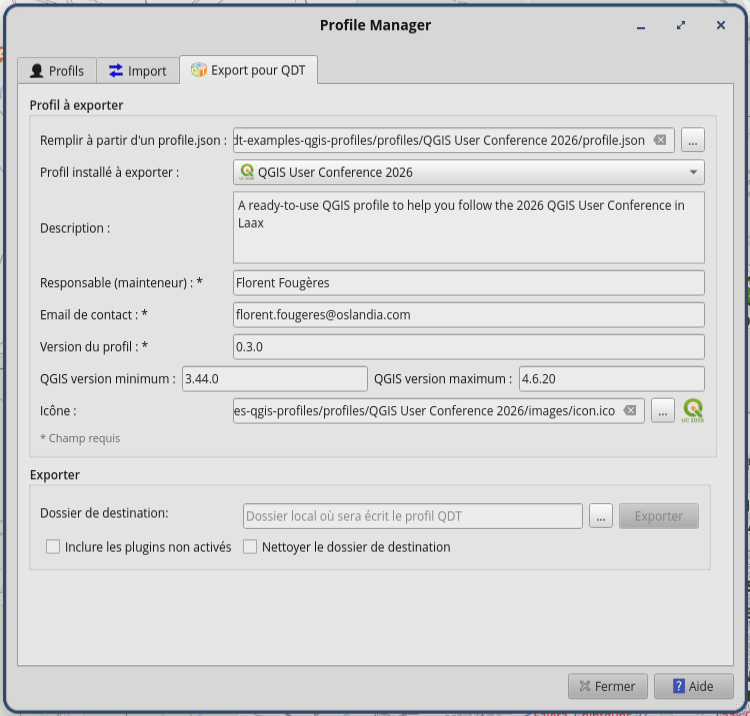 Profile Manager
Profils
Import
Export pour QDT
Profil à exporter
Remplir à partir d'un profile.json : dt-examples-qgis-profiles/profiles/QGIS User Conference 2026/profile.json ...
Profil installé à exporter : QGIS User Conference 2026
Description :
A ready-to-use QGIS profile to help you follow the 2026 QGIS User Conference in
Laax
Responsable (mainteneur) : * Florent Fougères
Email de contact : * florent.fougeres@oslandia.com
Version du profil : * 0.3.0
QGIS version minimum : 3.44.0 QGIS version maximum : 4.6.20
Icône : es-qgis-profiles/profiles/QGIS User Conference 2026/images/icon.ico ...
UC 2026
* Champ requis
Exporter
Dossier de destination: Dossier local où sera écrit le profil QDT ... Exporter
Inclure les plugins non activés Nettoyer le dossier de destination
Fermer ? Aide